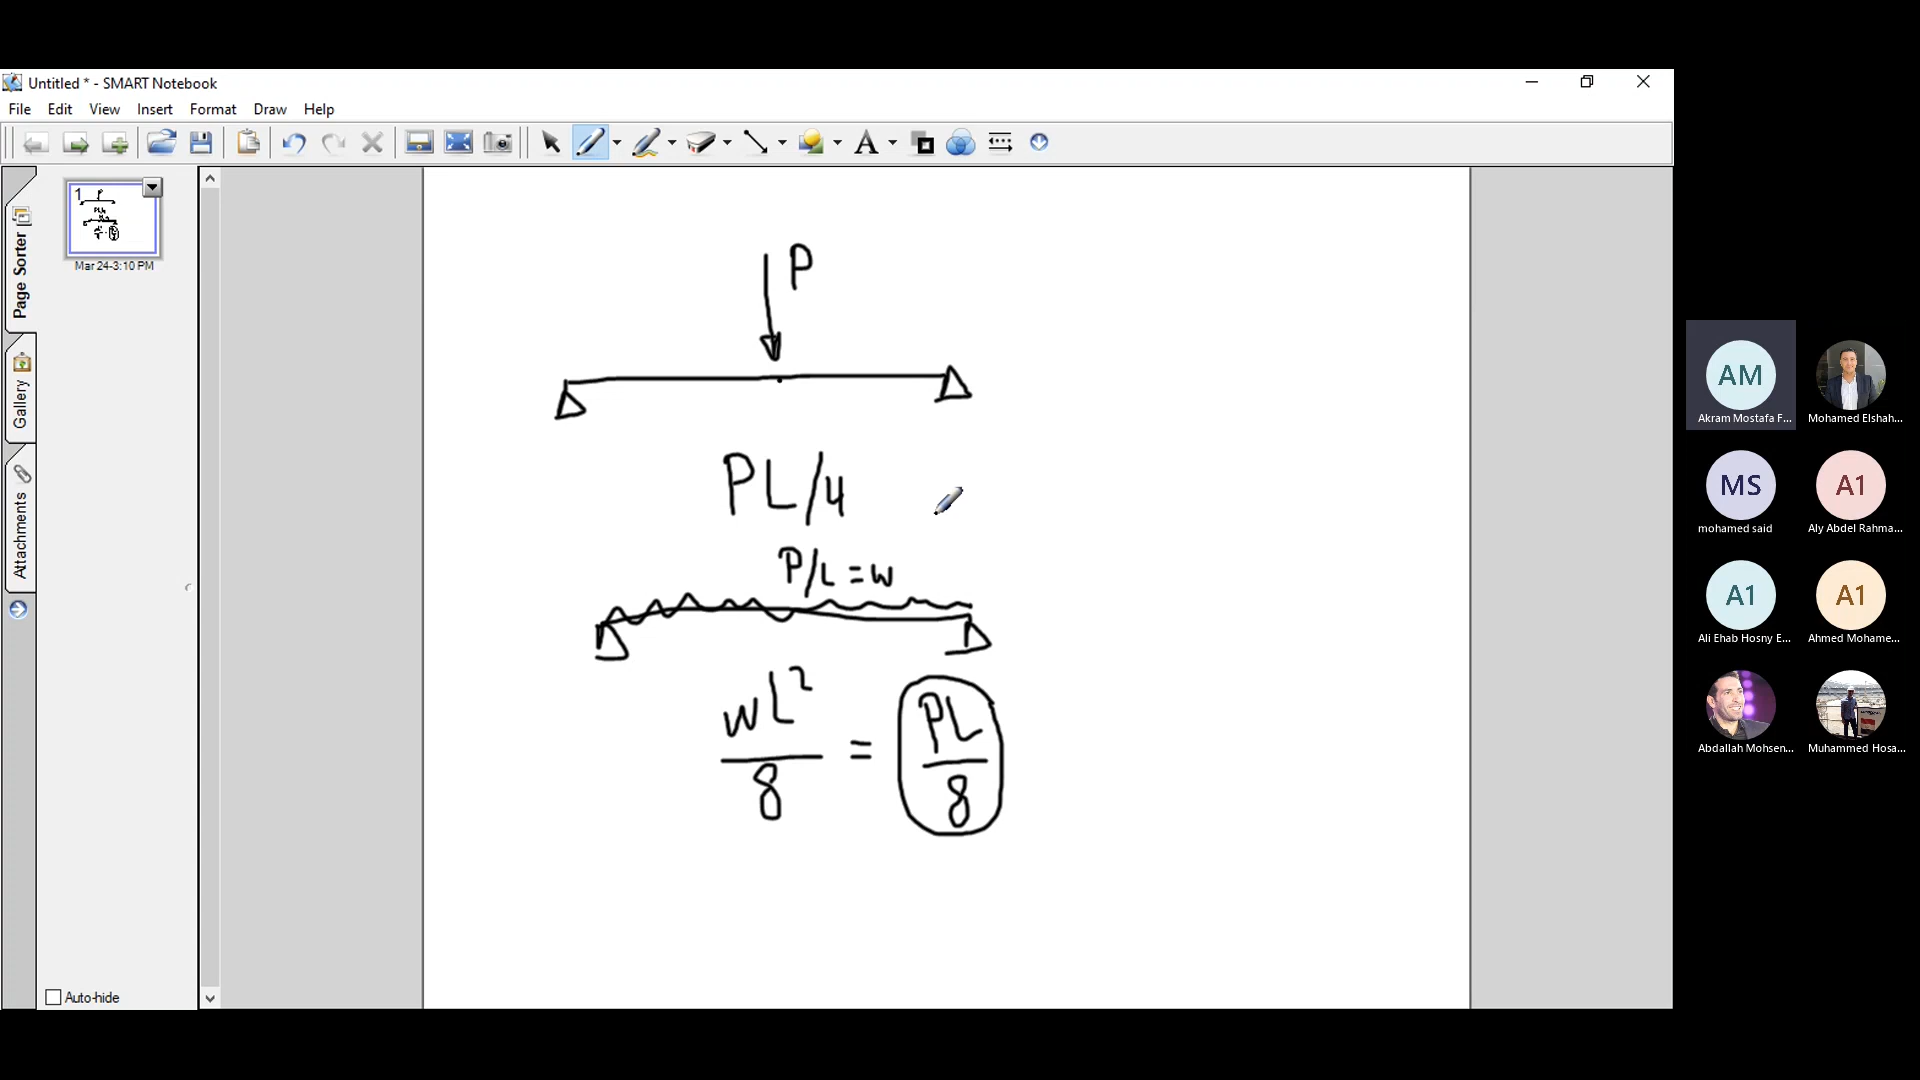 Untitled * - SMART Notebook
File Edit View Insert Format Draw Help
A
Page Sorter
Gallery
Attachments
1
Mar 24-3:10 PM
P
PL/4
P/L = w
wL²
8
=
PL
8
Auto-hide
AM
Akram Mostafa F...
Mohamed Elshah...
MS
mohamed said
A1
Aly Abdel Rahma...
A1
Ali Ehab Hosny E...
A1
Ahmed Mohame...
Abdallah Mohsen...
Muhammed Hosa...